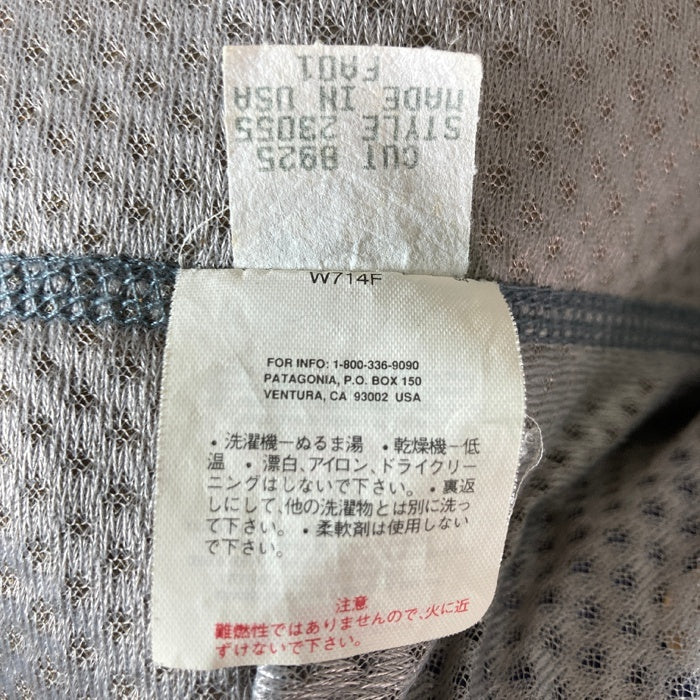 CUT 8925
STYLE 23055
MADE IN USA
FA01
W714F
FOR INFO: 1-800-336-9090
PATAGONIA, P.O. BOX 150
VENTURA, CA 93002 USA
・洗濯機ーぬるま湯 ・乾燥機ー低
温 ・漂白、アイロン、ドライクリー
ニングはしないで下さい。・裏返
しにして、他の洗濯物とは別に洗っ
て下さい。・柔軟剤は使用しない
で下さい。
注意
難燃性ではありませんので、火に近
ずけないで下さい。